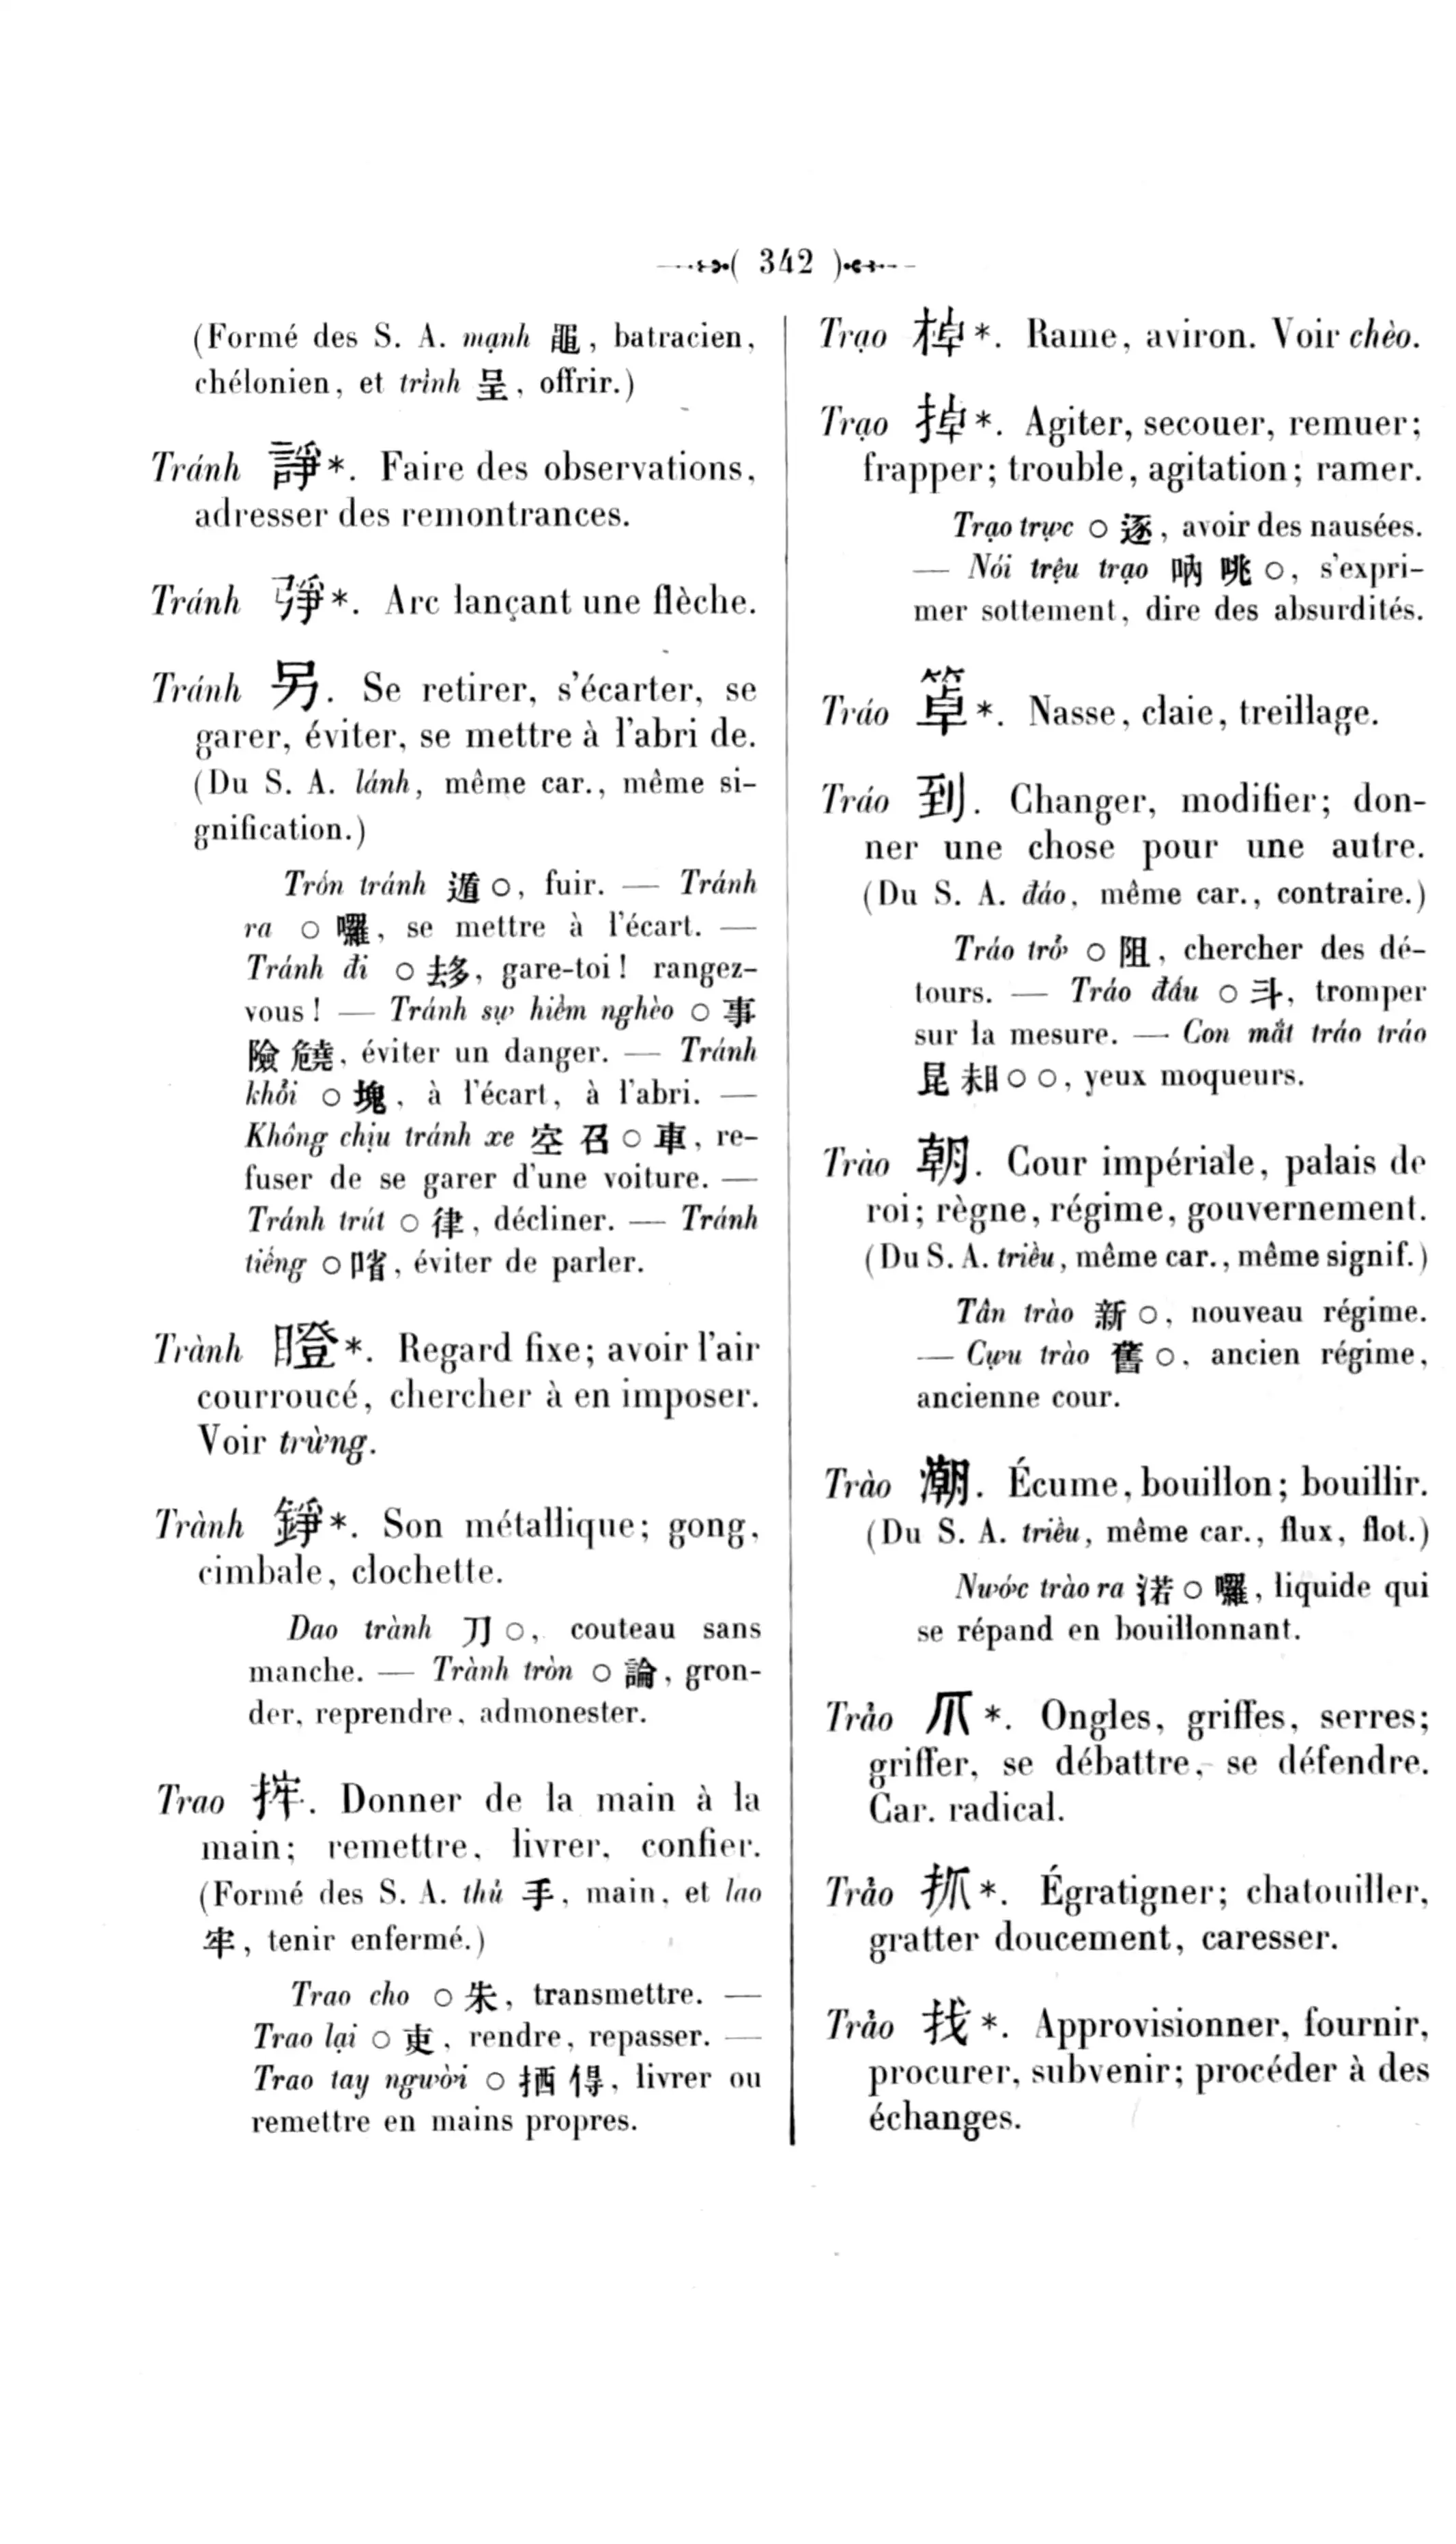 ( 342 )
(Formé des S. A. mạnh 黽, batracien,
chélonien, et trình 呈, offrir.)
Tránh 諍*. Faire des observations,
adresser des remontrances.
Tránh 弾*. Arc lançant une flèche.
Tránh 另. Se retirer, s'écarter, se
garer, éviter, se mettre à l'abri de.
(Du S. A. lánh, même car., même si-
gnification.)
Trốn tránh 遁 ○, fuir. — Tránh
ra ○ 囉, se mettre à l'écart. —
Tránh đi ○ 𠫾, gare-toi! rangez-
vous! — Tránh sự hiểm nghèo ○ 事
險 , éviter un danger. — Tránh
khỏi ○ 塊, à l'écart, à l'abri. —
Không chịu tránh xe 空 召 ○ 車, re-
fuser de se garer d'une voiture. —
Tránh trút ○ 律, décliner. — Tránh
tiếng ○ 㗂, éviter de parler.
Trành 瞪*. Regard fixe; avoir l'air
courroucé, chercher à en imposer.
Voir trừng.
Trành 錚*. Son métallique; gong,
cimbale, clochette.
Dao trành 刀 ○, couteau sans
manche. — Trành tròn ○ 論, gron-
der, reprendre, admonester.
Trao 㧯. Donner de la main à la
main; remettre, livrer, confier.
(Formé des S. A. thủ 手, main, et lao
牢, tenir enfermé.)
Trao cho ○ 朱, transmettre. —
Trao lại ○ 吏, rendre, repasser. —
Trao tay người ○ 拪 㝵, livrer ou
remettre en mains propres.
Trạo 棹*. Rame, aviron. Voir chèo.
Trạo 掉*. Agiter, secouer, remuer;
frapper; trouble, agitation; ramer.
Trạo trực ○ 逐, avoir des nausées.
— Nói trệu trạo 吶 咷 ○, s'expri-
mer sottement, dire des absurdités.
Tráo 箌*. Nasse, claie, treillage.
Tráo 到. Changer, modifier; don-
ner une chose pour une autre.
(Du S. A. đáo, même car., contraire.)
Tráo trở ○ 阻, chercher des dé-
tours. — Tráo đấu ○ 斗, tromper
sur la mesure. — Con mắt tráo tráo
昆 眜 ○ ○, yeux moqueurs.
Trào 朝. Cour impériale, palais de
roi; règne, régime, gouvernement.
(Du S. A. triều, même car., même signif.)
Tân trào 新 ○, nouveau régime.
— Cựu trào 舊 ○, ancien régime,
ancienne cour.
Trào 潮. Écume, bouillon; bouillir.
(Du S. A. triều, même car., flux, flot.)
Nước trào ra 渃 ○ 囉, liquide qui
se répand en bouillonnant.
Trảo 爪*. Ongles, griffes, serres;
griffer, se débattre, se défendre.
Car. radical.
Trảo 抓*. Égratigner; chatouiller,
gratter doucement, caresser.
Trảo 找*. Approvisionner, fournir,
procurer, subvenir; procéder à des
échanges.